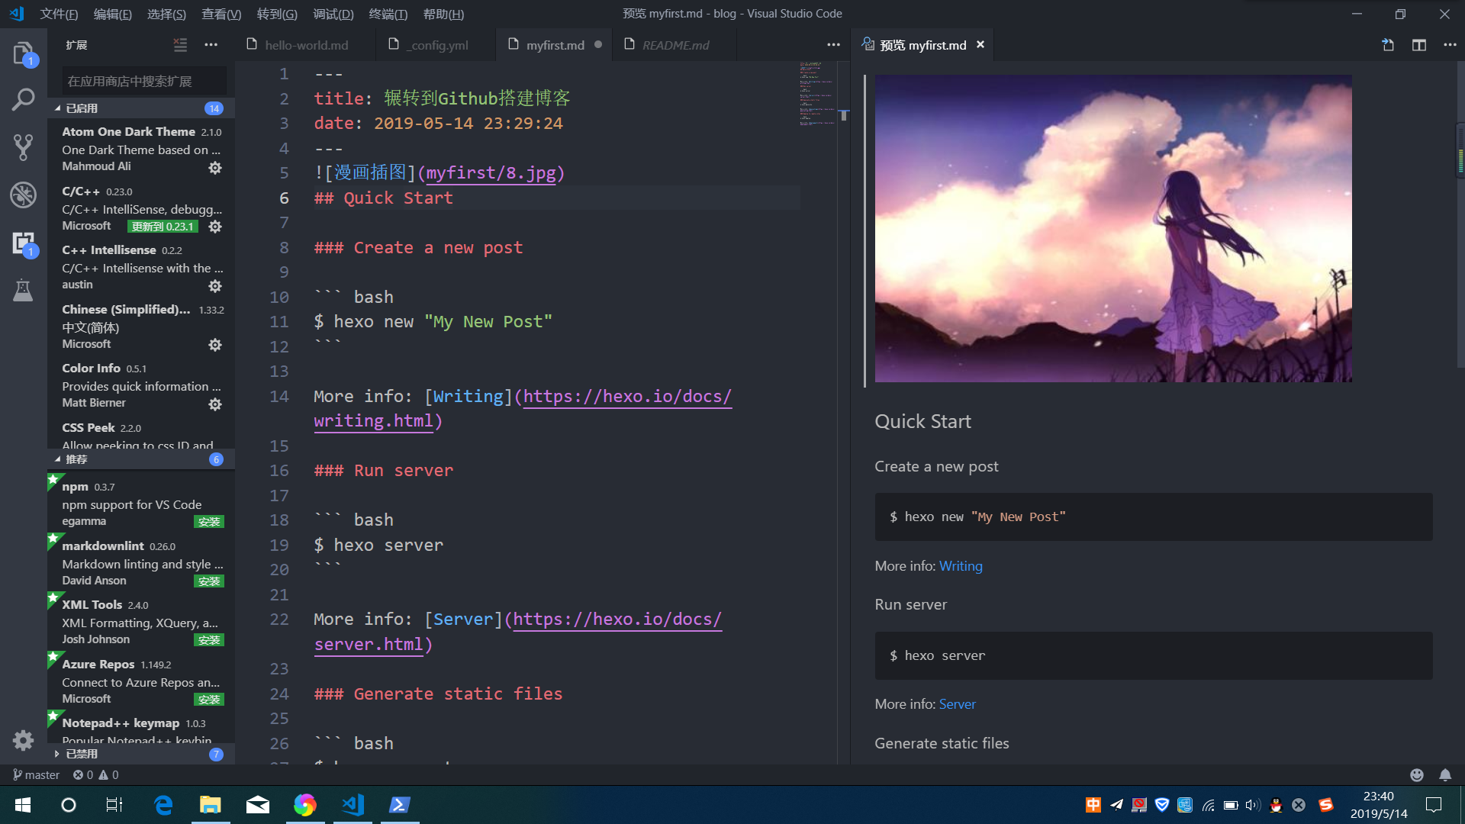 文件(F) 编辑(E) 选择(S) 查看(V) 转到(G) 调试(D) 终端(T) 帮助(H)
预览 myfirst.md - blog - Visual Studio Code
扩展
hello-world.md
_config.yml
myfirst.md
README.md
预览 myfirst.md
在应用商店中搜索扩展
已启用 14
Atom One Dark Theme 2.1.0
One Dark Theme based on ...
Mahmoud Ali
C/C++ 0.23.0
C/C++ IntelliSense, debugg...
Microsoft 更新到 0.23.1
C++ Intellisense 0.2.2
C/C++ Intellisense with the ...
austin
Chinese (Simplified)... 1.33.2
中文(简体)
Microsoft
Color Info 0.5.1
Provides quick information ...
Matt Bierner
CSS Peek 2.2.0
Allow peeking to css ID and
推荐 6
npm 0.3.7
npm support for VS Code
egamma 安装
markdownlint 0.26.0
Markdown linting and style ...
David Anson 安装
XML Tools 2.4.0
XML Formatting, XQuery, a...
Josh Johnson 安装
Azure Repos 1.149.2
Connect to Azure Repos an...
Microsoft 安装
Notepad++ keymap 1.0.3
Popular Notepad++ keybin
已禁用 7
1 ---
2 title: 辗转到Github搭建博客
3 date: 2019-05-14 23:29:24
4 ---
5 ![漫画插图](myfirst/8.jpg)
6 ## Quick Start
7
8 ### Create a new post
9
10 ``` bash
11 $ hexo new "My New Post"
12 ```
13
14 More info: [Writing](https://hexo.io/docs/
writing.html)
15
16 ### Run server
17
18 ``` bash
19 $ hexo server
20 ```
21
22 More info: [Server](https://hexo.io/docs/
server.html)
23
24 ### Generate static files
25
26 ``` bash
Quick Start
Create a new post
$ hexo new "My New Post"
More info: Writing
Run server
$ hexo server
More info: Server
Generate static files
master 0 0
23:40
2019/5/14